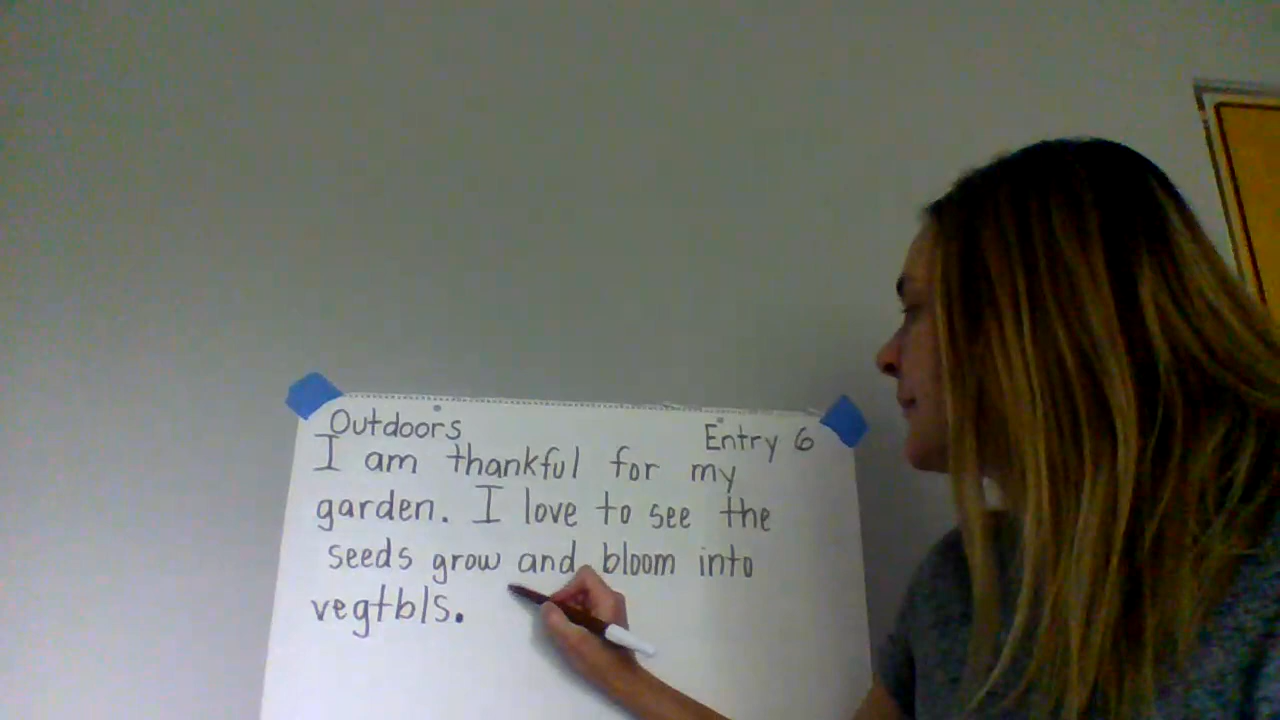 Outdoors
Entry 6
I am thankful for my
garden. I love to see the
seeds grow and bloom into
vegtbls.